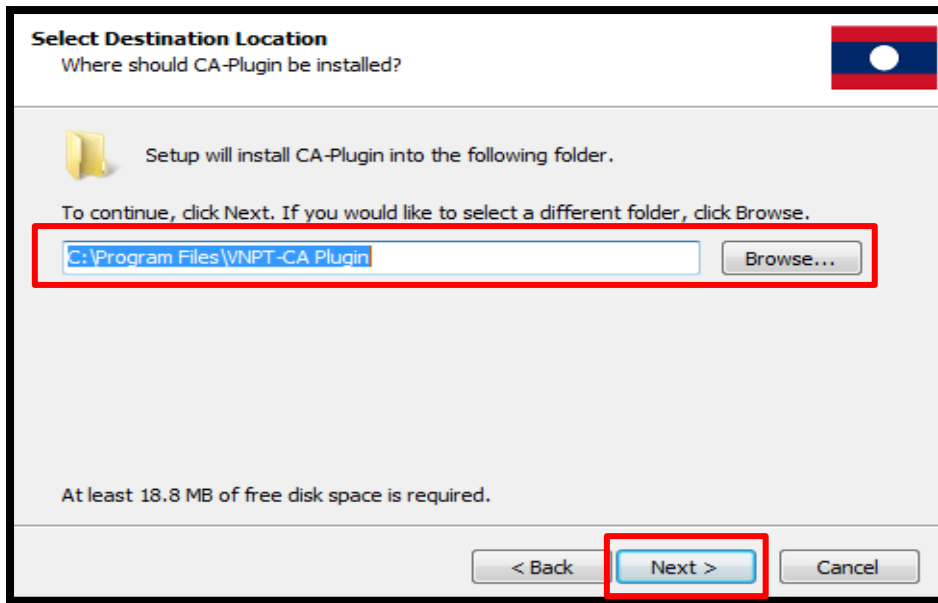 Select Destination Location
Where should CA-Plugin be installed?
Setup will install CA-Plugin into the following folder.
To continue, click Next. If you would like to select a different folder, click Browse.
C:\Program Files\VNPT-CA Plugin
Browse...
At least 18.8 MB of free disk space is required.
< Back
Next >
Cancel